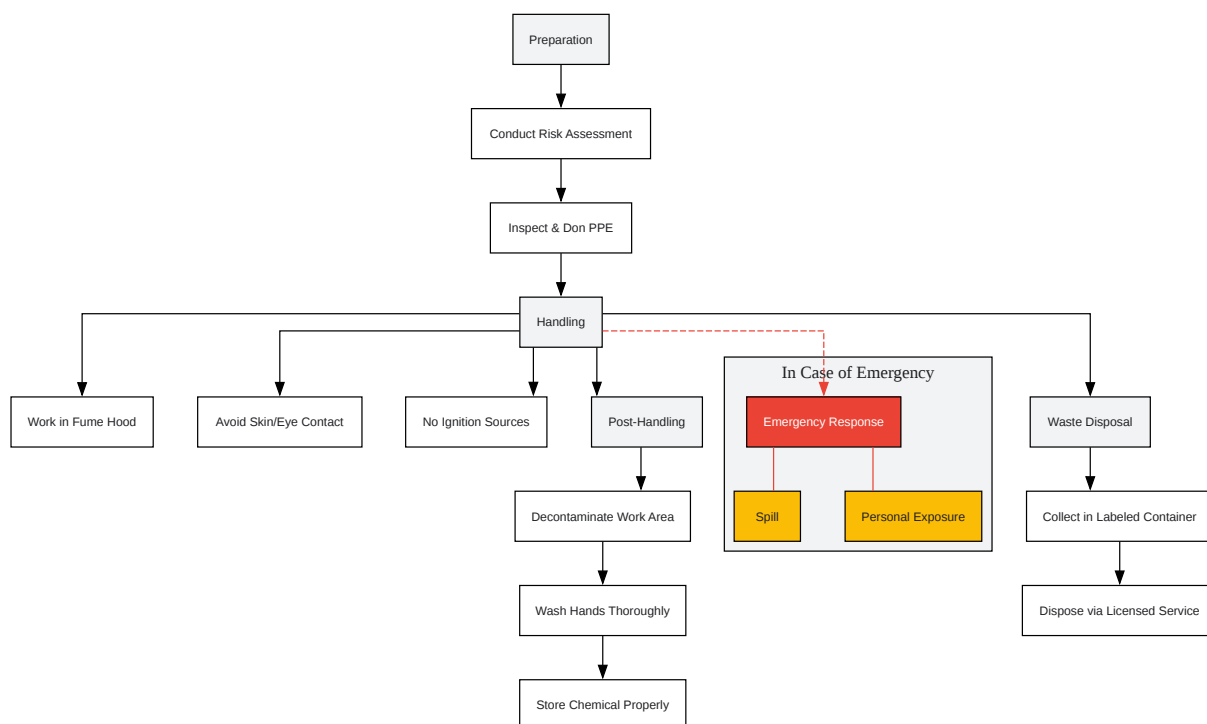 Preparation
Conduct Risk Assessment
Inspect & Don PPE
Handling
In Case of Emergency
Work in Fume Hood
Avoid Skin/Eye Contact
No Ignition Sources
Post-Handling
Emergency Response
Waste Disposal
Decontaminate Work Area
Spill
Personal Exposure
Collect in Labeled Container
Wash Hands Thoroughly
Dispose via Licensed Service
Store Chemical Properly